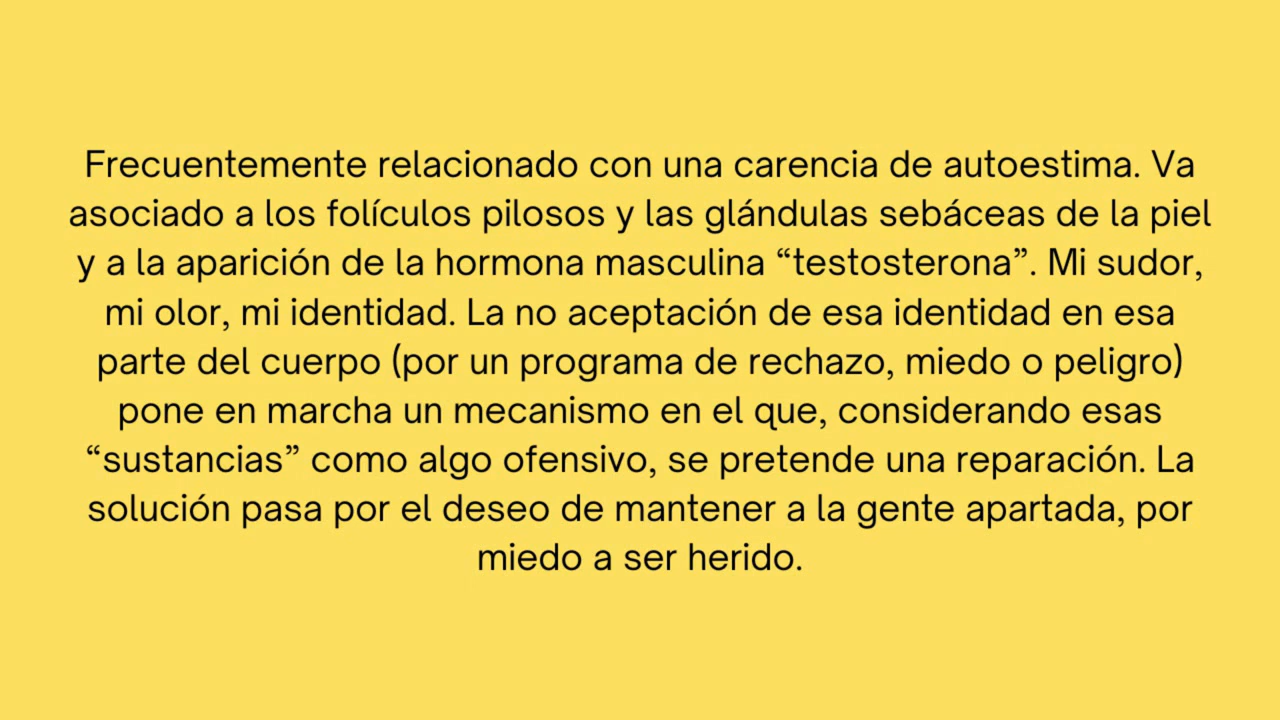 Frecuentemente relacionado con una carencia de autoestima. Va
asociado a los folículos pilosos y las glándulas sebáceas de la piel
y a la aparición de la hormona masculina “testosterona”. Mi sudor,
mi olor, mi identidad. La no aceptación de esa identidad en esa
parte del cuerpo (por un programa de rechazo, miedo o peligro)
pone en marcha un mecanismo en el que, considerando esas
“sustancias” como algo ofensivo, se pretende una reparación. La
solución pasa por el deseo de mantener a la gente apartada, por
miedo a ser herido.